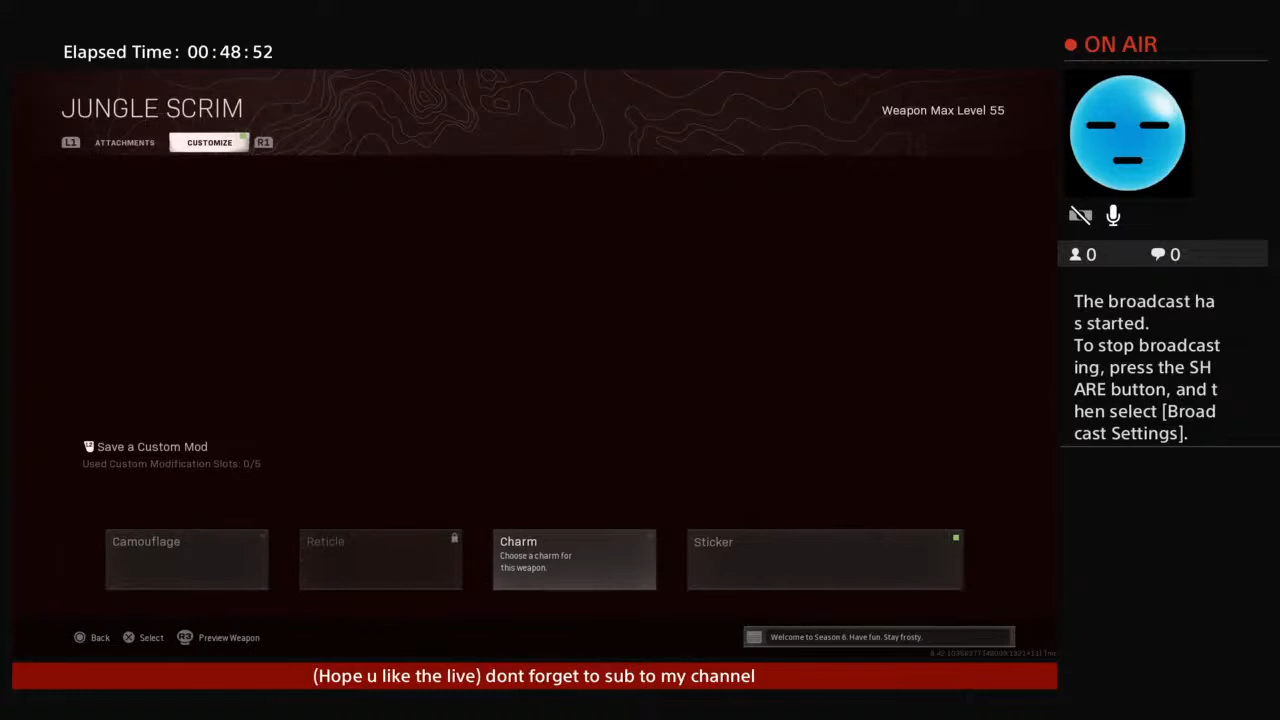 Elapsed Time: 00:48:52
ON AIR
JUNGLE SCRIM
Weapon Max Level 55
L1 ATTACHMENTS CUSTOMIZE R1
0 0
The broadcast ha
s started.
To stop broadcast
ing, press the SH
ARE button, and t
hen select [Broad
cast Settings].
Save a Custom Mod
Used Custom Modification Slots: 0/5
Camouflage
Reticle
Charm
Choose a charm for
this weapon.
Sticker
Back Select R3 Preview Weapon
Welcome to Season 6. Have fun. Stay frosty.
(Hope u like the live) dont forget to sub to my channel